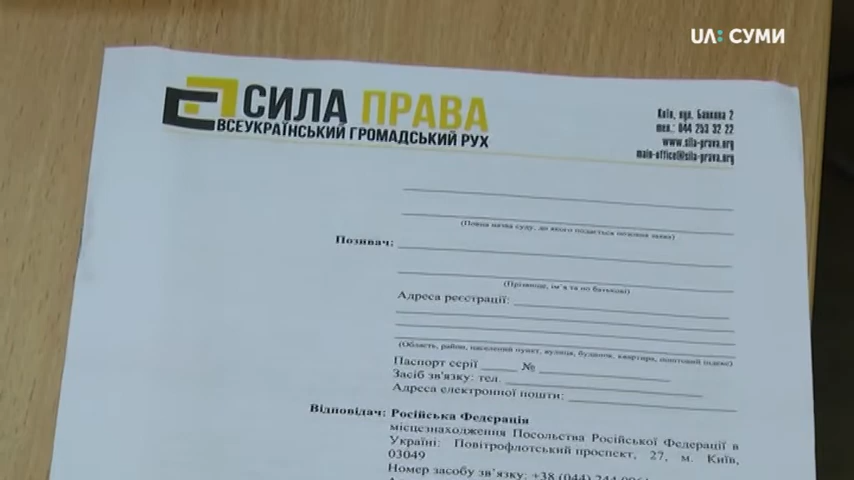 UA: СУМИ
СИЛА ПРАВА
ВСЕУКРАЇНСЬКИЙ ГРОМАДСЬКИЙ РУХ
Київ, вул. Банкова 2
тел.: 044 253 32 22
www.sila-prava.org
main-office@sila-prava.org
(Повна назва суду, до якого подається позовна заява)
Позивач:
(Прізвище, ім'я та по батькові)
Адреса реєстрації:
(Область, район, населений пункт, вулиця, будинок, квартира, поштовий індекс)
Паспорт серії №
Засіб зв'язку: тел.
Адреса електронної пошти:
Відповідач: Російська Федерація
місцезнаходження Посольства Російської Федерації в
Україні: Повітрофлотський проспект, 27, м. Київ,
03049
Номер засобу зв'язку: +38 (044)